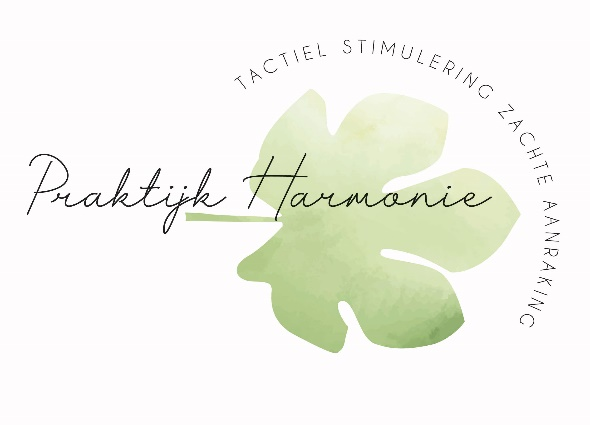 TACTIEL STIMULERING ZACHTE AANRAKING
Praktijk Harmonie